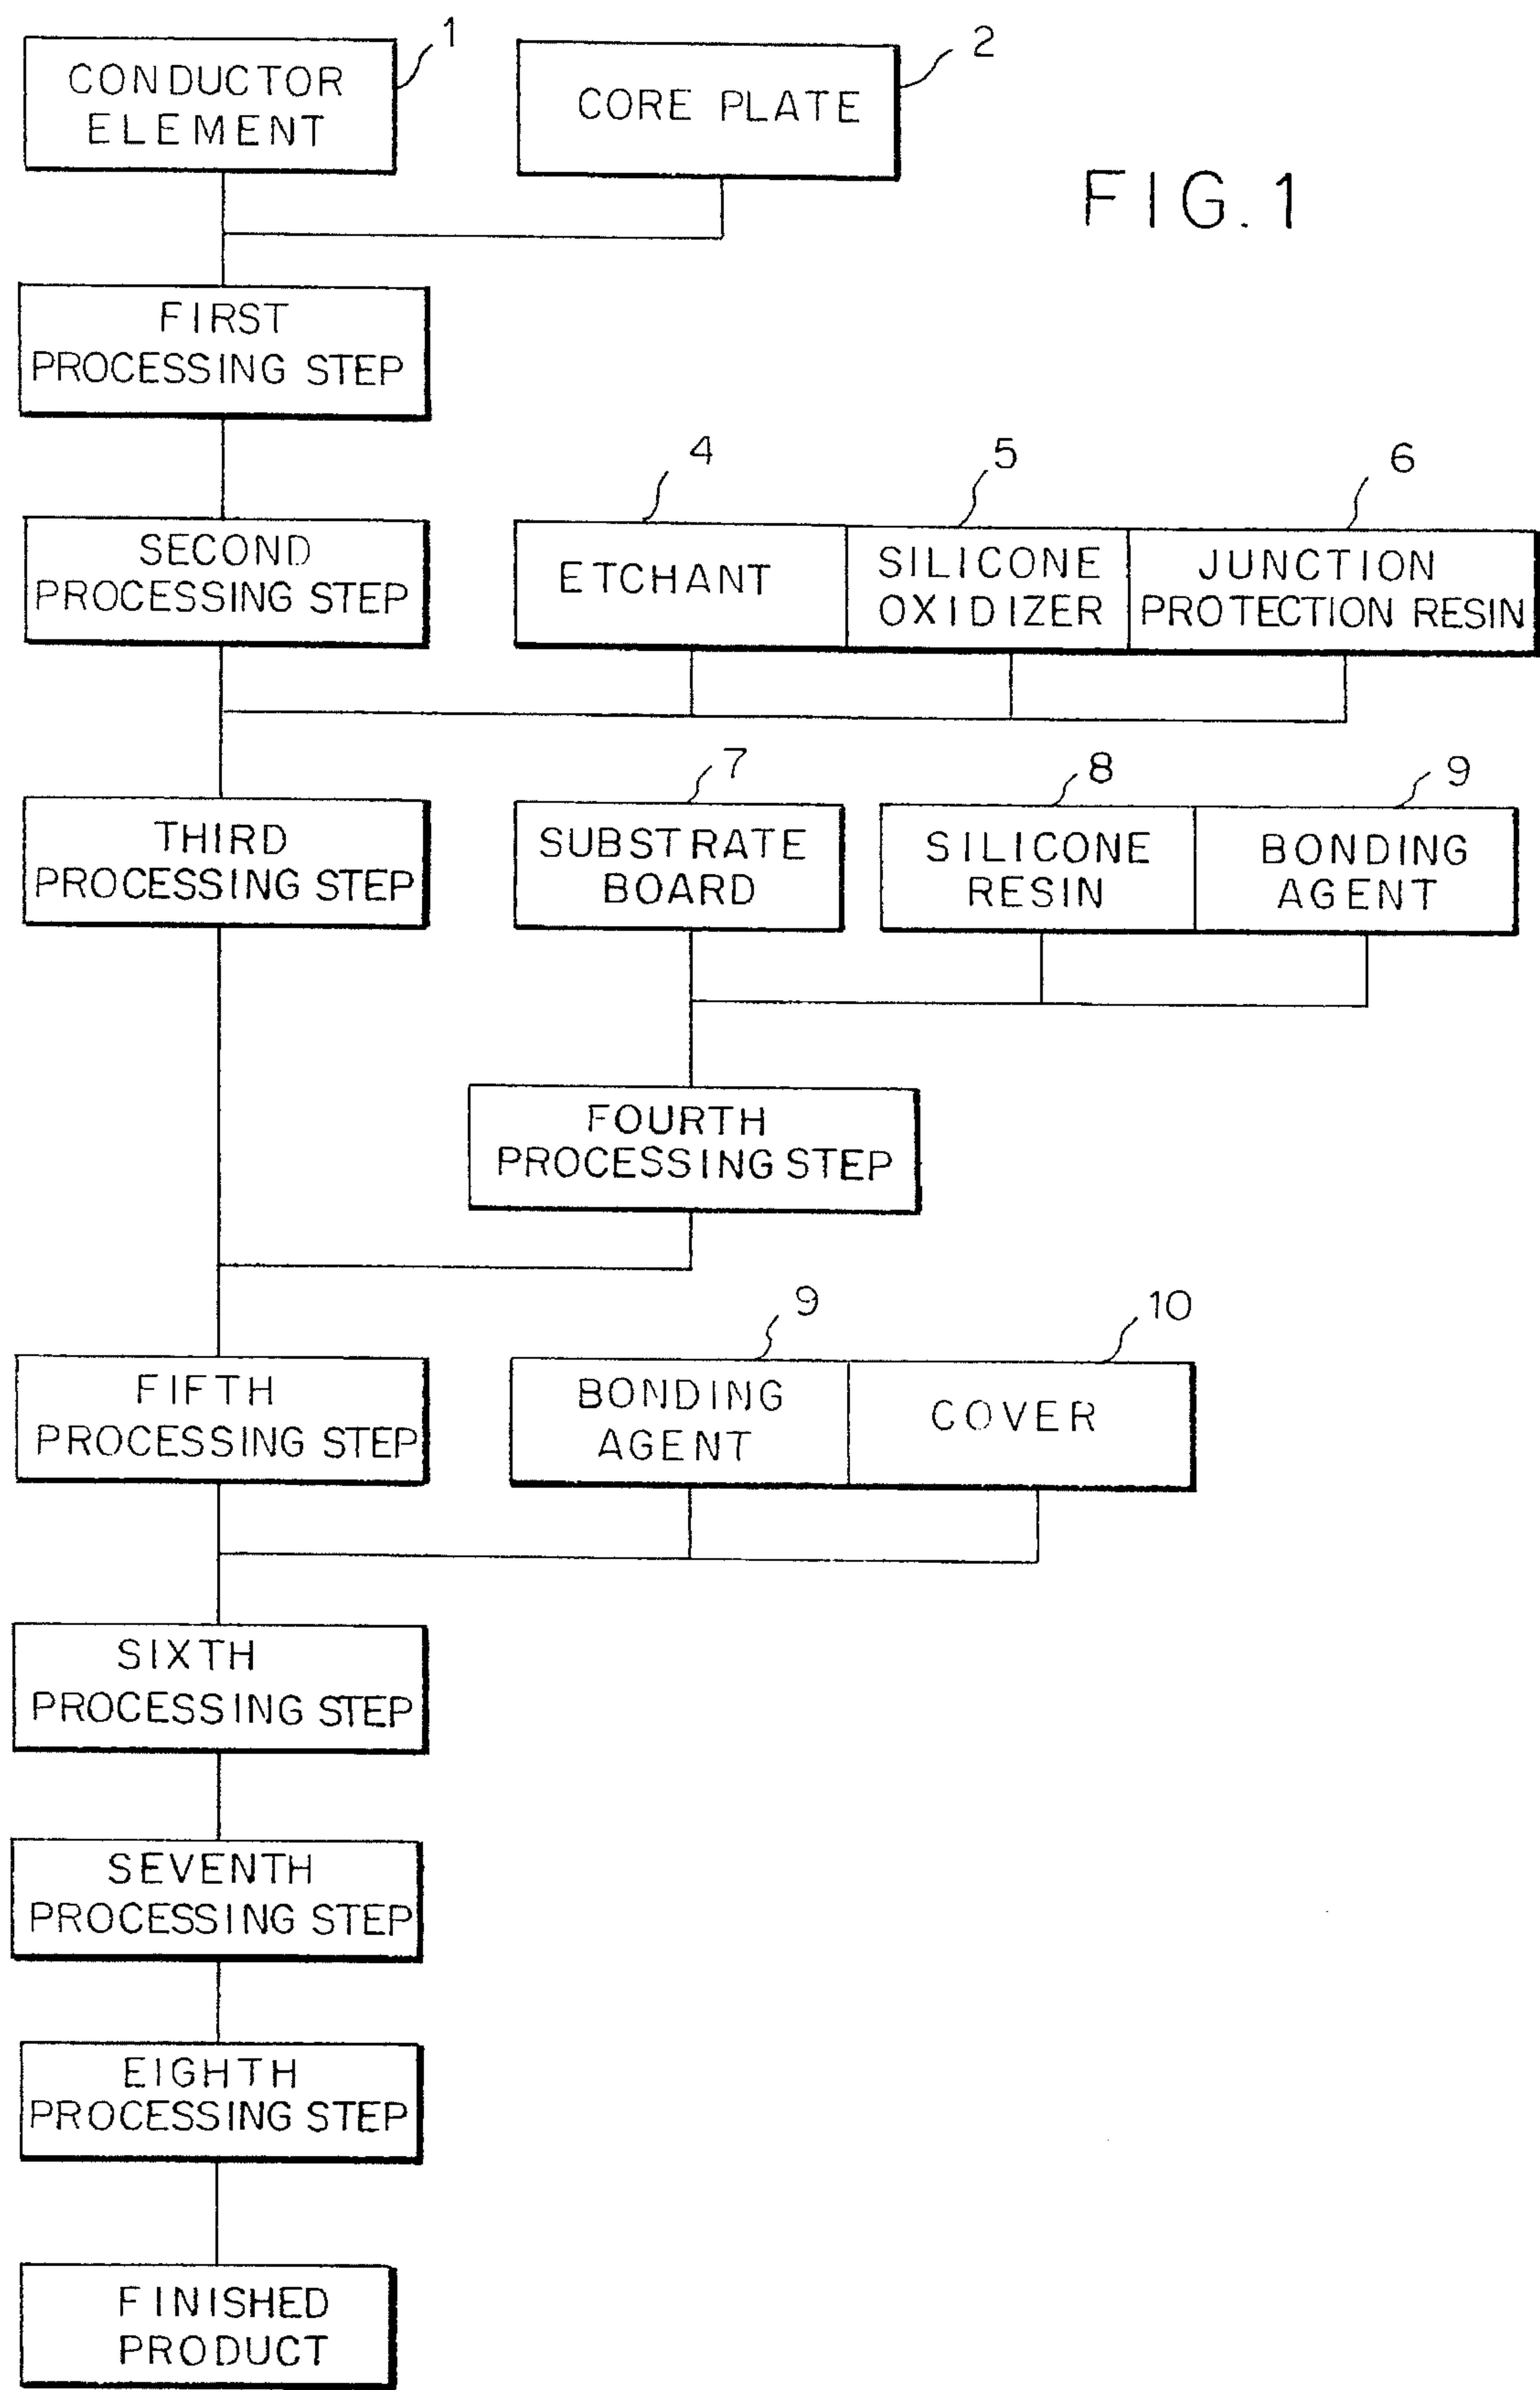 1
2
CONDUCTOR
ELEMENT
CORE PLATE
FIG. 1
FIRST
PROCESSING STEP
4
5
6
SECOND
PROCESSING STEP
ETCHANT
SILICONE
OXIDIZER
JUNCTION
PROTECTION RESIN
7
8
9
THIRD
PROCESSING STEP
SUBSTRATE
BOARD
SILICONE
RESIN
BONDING
AGENT
FOURTH
PROCESSING STEP
9
10
FIFTH
PROCESSING STEP
BONDING
AGENT
COVER
SIXTH
PROCESSING STEP
SEVENTH
PROCESSING STEP
EIGHTH
PROCESSING STEP
FINISHED
PRODUCT